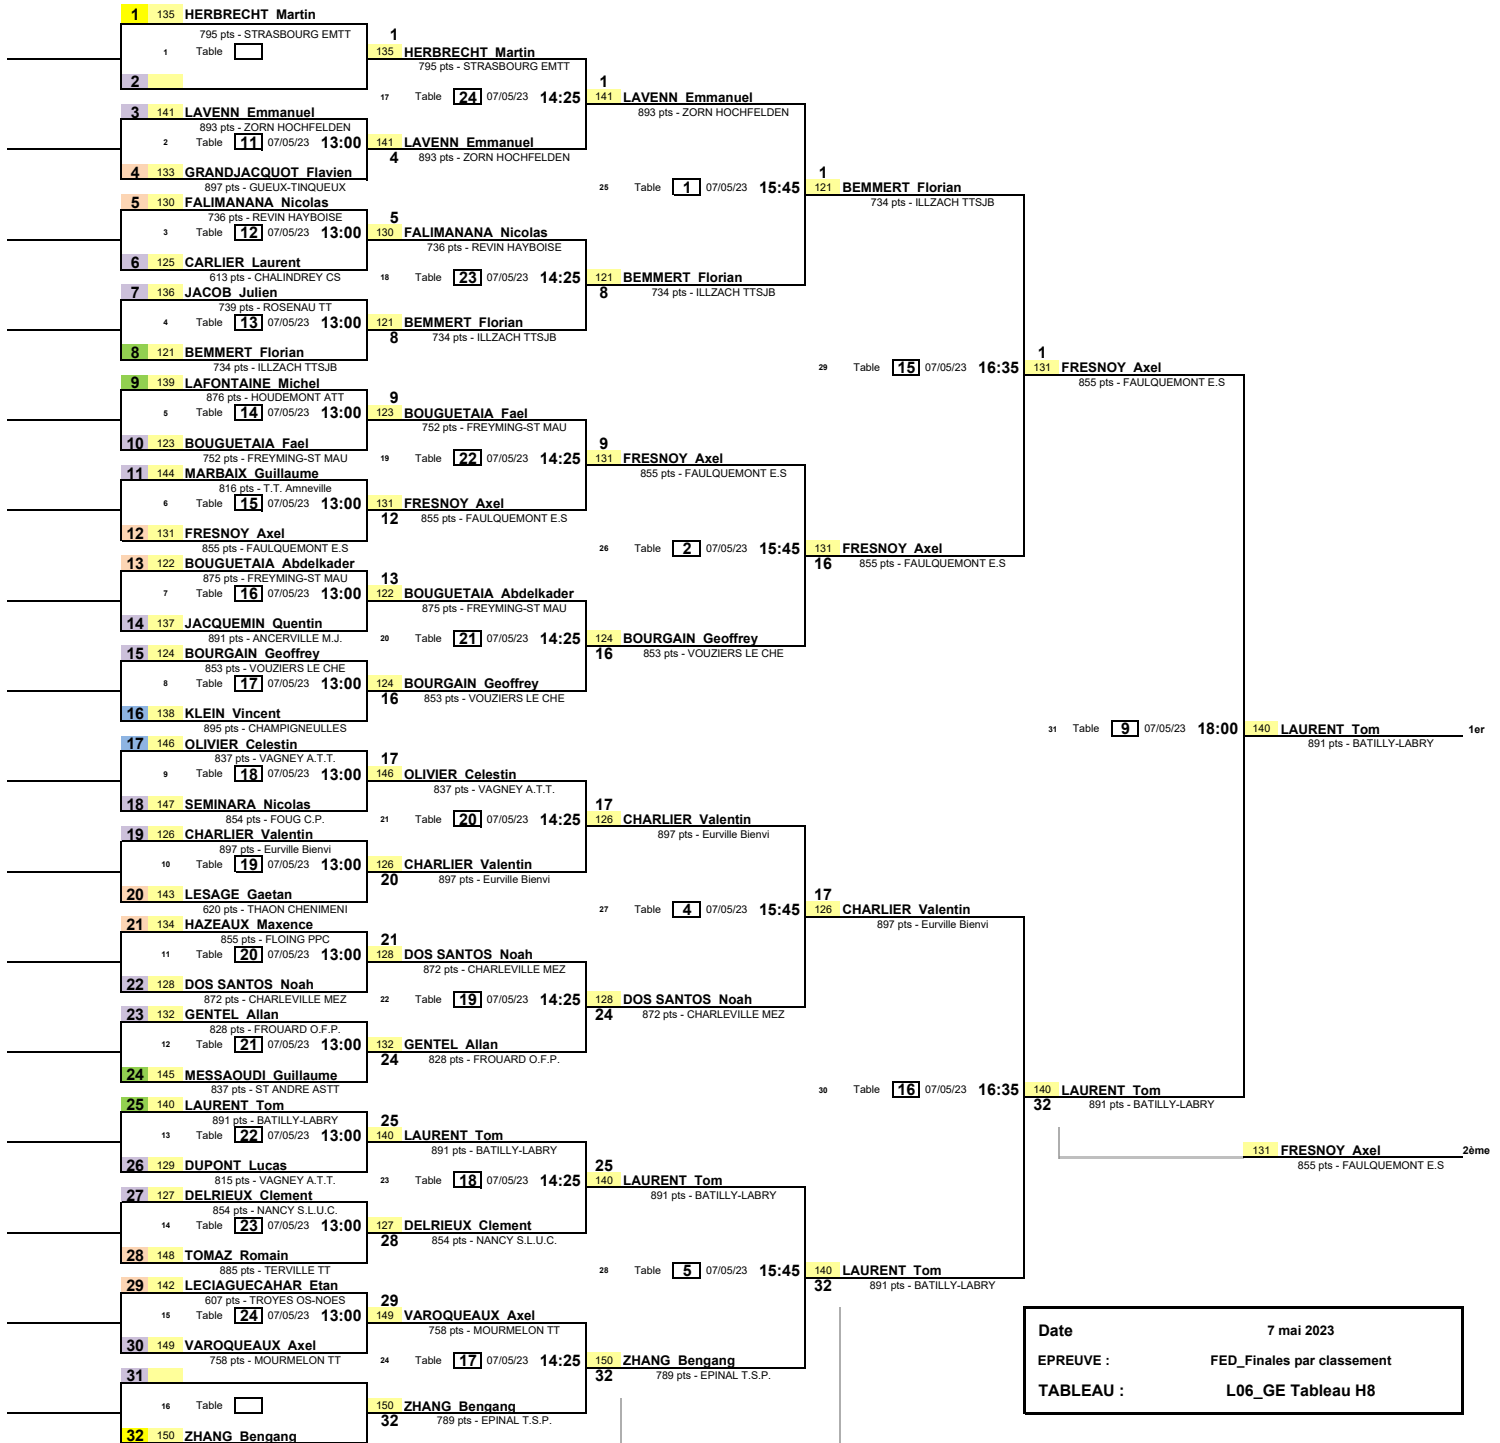 1 135 HERBRECHT Martin
795 pts - STRASBOURG EMTT
1 Table
2
3 141 LAVENN Emmanuel
893 pts - ZORN HOCHFELDEN
2 Table 11 07/05/23 13:00
4 133 GRANDJACQUOT Flavien
897 pts - GUEUX-TINQUEUX
5 130 FALIMANANA Nicolas
736 pts - REVIN HAYBOISE
3 Table 12 07/05/23 13:00
6 125 CARLIER Laurent
613 pts - CHALINDREY CS
7 136 JACOB Julien
739 pts - ROSENAU TT
4 Table 13 07/05/23 13:00
8 121 BEMMERT Florian
734 pts - ILLZACH TTSJB
9 139 LAFONTAINE Michel
876 pts - HOUDEMONT ATT
5 Table 14 07/05/23 13:00
10 123 BOUGUETAIA Fael
752 pts - FREYMING-ST MAU
11 144 MARBAIX Guillaume
816 pts - T.T. Amneville
6 Table 15 07/05/23 13:00
12 131 FRESNOY Axel
855 pts - FAULQUEMONT E.S
13 122 BOUGUETAIA Abdelkader
875 pts - FREYMING-ST MAU
7 Table 16 07/05/23 13:00
14 137 JACQUEMIN Quentin
891 pts - ANCERVILLE M.J.
15 124 BOURGAIN Geoffrey
853 pts - VOUZIERS LE CHE
8 Table 17 07/05/23 13:00
16 138 KLEIN Vincent
895 pts - CHAMPIGNEULLES
17 146 OLIVIER Celestin
837 pts - VAGNEY A.T.T.
9 Table 18 07/05/23 13:00
18 147 SEMINARA Nicolas
854 pts - FOUG C.P.
19 126 CHARLIER Valentin
897 pts - Eurville Bienvi
10 Table 19 07/05/23 13:00
20 143 LESAGE Gaetan
620 pts - THAON CHENIMENI
21 134 HAZEAUX Maxence
855 pts - FLOING PPC
11 Table 20 07/05/23 13:00
22 128 DOS SANTOS Noah
872 pts - CHARLEVILLE MEZ
23 132 GENTEL Allan
828 pts - FROUARD O.F.P.
12 Table 21 07/05/23 13:00
24 145 MESSAOUDI Guillaume
837 pts - ST ANDRE ASTT
25 140 LAURENT Tom
891 pts - BATILLY-LABRY
13 Table 22 07/05/23 13:00
26 129 DUPONT Lucas
815 pts - VAGNEY A.T.T.
27 127 DELRIEUX Clement
854 pts - NANCY S.L.U.C.
14 Table 23 07/05/23 13:00
28 148 TOMAZ Romain
885 pts - TERVILLE TT
29 142 LECIAGUECAHAR Etan
607 pts - TROYES OS-NOES
15 Table 24 07/05/23 13:00
30 149 VAROQUEAUX Axel
758 pts - MOURMELON TT
31
16 Table
32 150 ZHANG Bengang
1
135 HERBRECHT Martin
795 pts - STRASBOURG EMTT
17 Table 24 07/05/23 14:25
141 LAVENN Emmanuel
4 893 pts - ZORN HOCHFELDEN
5
130 FALIMANANA Nicolas
736 pts - REVIN HAYBOISE
18 Table 23 07/05/23 14:25
121 BEMMERT Florian
8 734 pts - ILLZACH TTSJB
9
123 BOUGUETAIA Fael
752 pts - FREYMING-ST MAU
19 Table 22 07/05/23 14:25
131 FRESNOY Axel
12 855 pts - FAULQUEMONT E.S
13
122 BOUGUETAIA Abdelkader
875 pts - FREYMING-ST MAU
20 Table 21 07/05/23 14:25
124 BOURGAIN Geoffrey
16 853 pts - VOUZIERS LE CHE
17
146 OLIVIER Celestin
837 pts - VAGNEY A.T.T.
21 Table 20 07/05/23 14:25
126 CHARLIER Valentin
20 897 pts - Eurville Bienvi
21
128 DOS SANTOS Noah
872 pts - CHARLEVILLE MEZ
22 Table 19 07/05/23 14:25
132 GENTEL Allan
24 828 pts - FROUARD O.F.P.
25
140 LAURENT Tom
891 pts - BATILLY-LABRY
23 Table 18 07/05/23 14:25
127 DELRIEUX Clement
28 854 pts - NANCY S.L.U.C.
29
149 VAROQUEAUX Axel
758 pts - MOURMELON TT
24 Table 17 07/05/23 14:25
150 ZHANG Bengang
32 789 pts - EPINAL T.S.P.
1
141 LAVENN Emmanuel
893 pts - ZORN HOCHFELDEN
25 Table 1 07/05/23 15:45
121 BEMMERT Florian
8 734 pts - ILLZACH TTSJB
9
131 FRESNOY Axel
855 pts - FAULQUEMONT E.S
26 Table 2 07/05/23 15:45
124 BOURGAIN Geoffrey
16 853 pts - VOUZIERS LE CHE
17
126 CHARLIER Valentin
897 pts - Eurville Bienvi
27 Table 4 07/05/23 15:45
128 DOS SANTOS Noah
24 872 pts - CHARLEVILLE MEZ
25
140 LAURENT Tom
891 pts - BATILLY-LABRY
28 Table 5 07/05/23 15:45
150 ZHANG Bengang
32 789 pts - EPINAL T.S.P.
1
121 BEMMERT Florian
734 pts - ILLZACH TTSJB
29 Table 15 07/05/23 16:35
131 FRESNOY Axel
16 855 pts - FAULQUEMONT E.S
17
126 CHARLIER Valentin
897 pts - Eurville Bienvi
30 Table 16 07/05/23 16:35
140 LAURENT Tom
32 891 pts - BATILLY-LABRY
1
131 FRESNOY Axel
855 pts - FAULQUEMONT E.S
31 Table 9 07/05/23 18:00
140 LAURENT Tom
32 891 pts - BATILLY-LABRY
140 LAURENT Tom 1er
891 pts - BATILLY-LABRY
131 FRESNOY Axel 2ème
855 pts - FAULQUEMONT E.S
Date 7 mai 2023
EPREUVE : FED_Finales par classement
TABLEAU : L06_GE Tableau H8